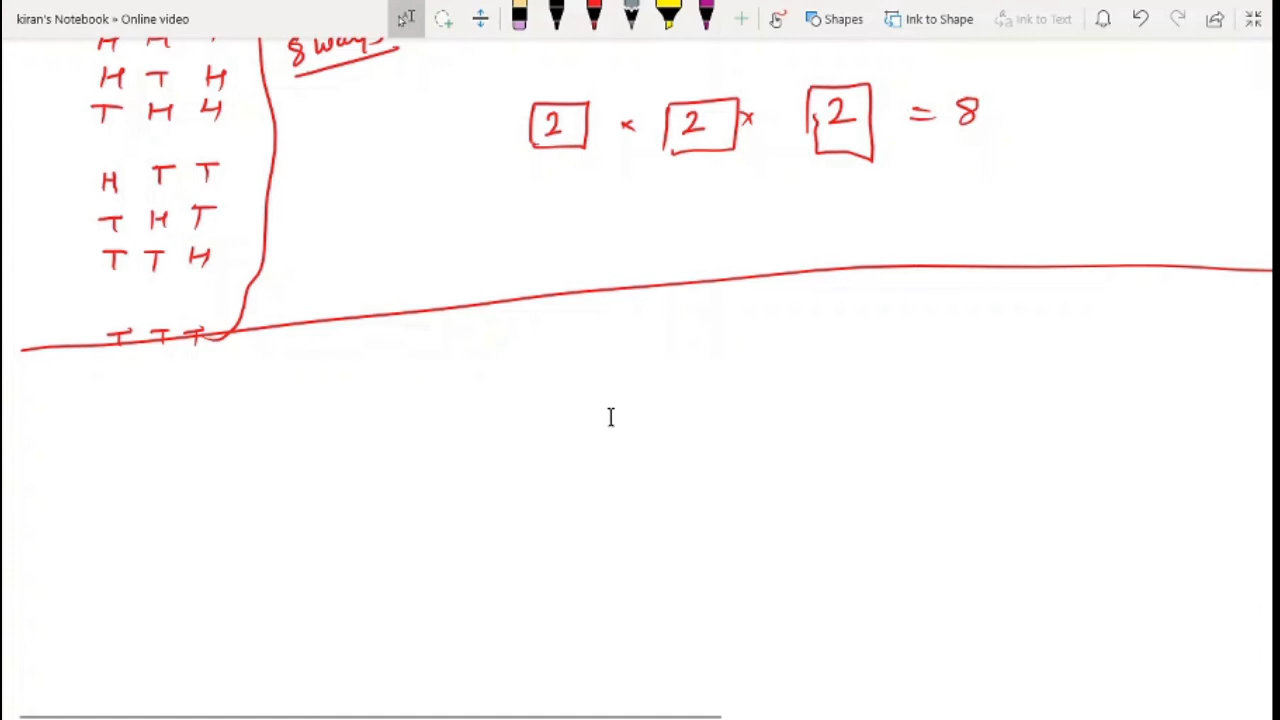 kiran's Notebook » Online video
Shapes
Ink to Shape
Ink to Text
8 ways
H T H
T H H
2 × 2 × 2 = 8
H T T
T H T
T T H
T T T